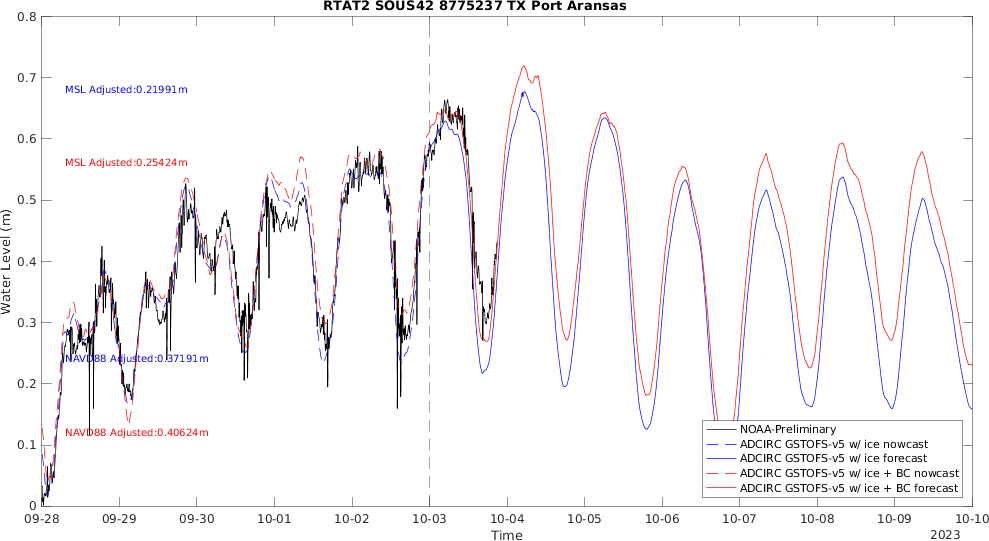 RTAT2 SOUS42 8775237 TX Port Aransas
0.8
0.7
0.6
0.5
0.4
0.3
0.2
0.1
0
Water Level (m)
MSL Adjusted:0.21991m
MSL Adjusted:0.25424m
NAVD88 Adjusted:0.37191m
NAVD88 Adjusted:0.40624m
NOAA-Preliminary
ADCIRC GSTOFS-v5 w/ ice nowcast
ADCIRC GSTOFS-v5 w/ ice forecast
ADCIRC GSTOFS-v5 w/ ice + BC nowcast
ADCIRC GSTOFS-v5 w/ ice + BC forecast
09-28 09-29 09-30 10-01 10-02 10-03 10-04 10-05 10-06 10-07 10-08 10-09 10-10
Time
2023